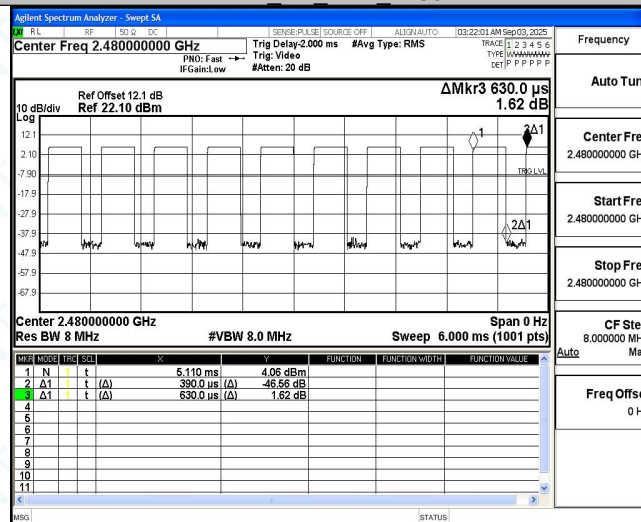 Agilent Spectrum Analyzer - Swept SA
RL RF 50 Ω DC SENSE:PULSE SOURCE OFF ALIGN AUTO 03:22:01 AM Sep 03, 2025
Center Freq 2.480000000 GHz
PNO: Fast
IFGain:Low
Trig Delay-2.000 ms
Trig: Video
#Atten: 20 dB
#Avg Type: RMS
TRACE 1 2 3 4 5 6
TYPE
DET P P P P P P
ΔMkr3 630.0 µs
1.62 dB
Ref Offset 12.1 dB
10 dB/div Ref 22.10 dBm
Log
12.1
2.10
-7.90
-17.9
-27.9
-37.9
-47.9
-57.9
-67.9
1
3Δ1
TRIG LVL
2Δ1
Center 2.480000000 GHz Span 0 Hz
Res BW 8 MHz #VBW 8.0 MHz Sweep 6.000 ms (1001 pts)
MKR MODE TRC SCL X Y FUNCTION FUNCTION WIDTH FUNCTION VALUE
1 N 1 t 5.110 ms 4.06 dBm
2 Δ1 1 t (Δ) 390.0 µs (Δ) -46.56 dB
3 Δ1 1 t (Δ) 630.0 µs (Δ) 1.62 dB
4
5
6
7
8
9
10
11
MSG STATUS
Frequency
Auto Tun
Center Fre
2.480000000 GH
Start Fre
2.480000000 GH
Stop Fre
2.480000000 GH
CF Ste
8.000000 MH
Auto Ma
Freq Offse
0 H